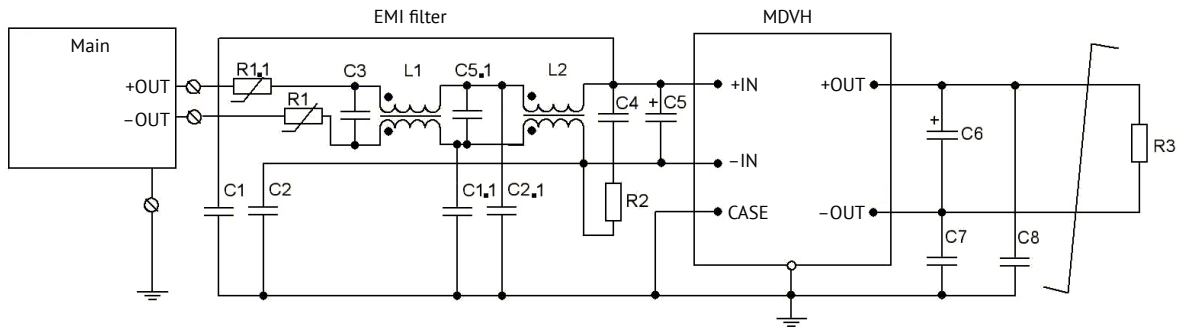 EMI filter
MDVH
Main
+OUT
−OUT
R1.1
R1
C3
L1
C5.1
L2
C4
+
C5
+IN
−IN
CASE
+OUT
−OUT
+
C6
R3
C1
C2
C1.1
C2.1
R2
C7
C8